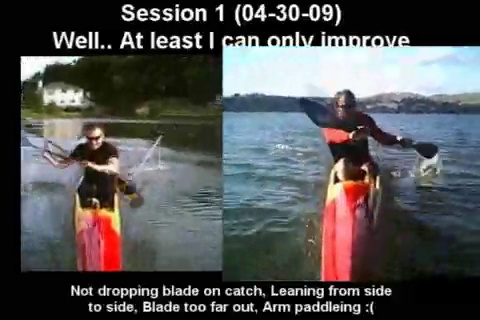 Session 1 (04-30-09)
Well.. At least I can only improve
Not dropping blade on catch, Leaning from side
to side, Blade too far out, Arm paddleing :(